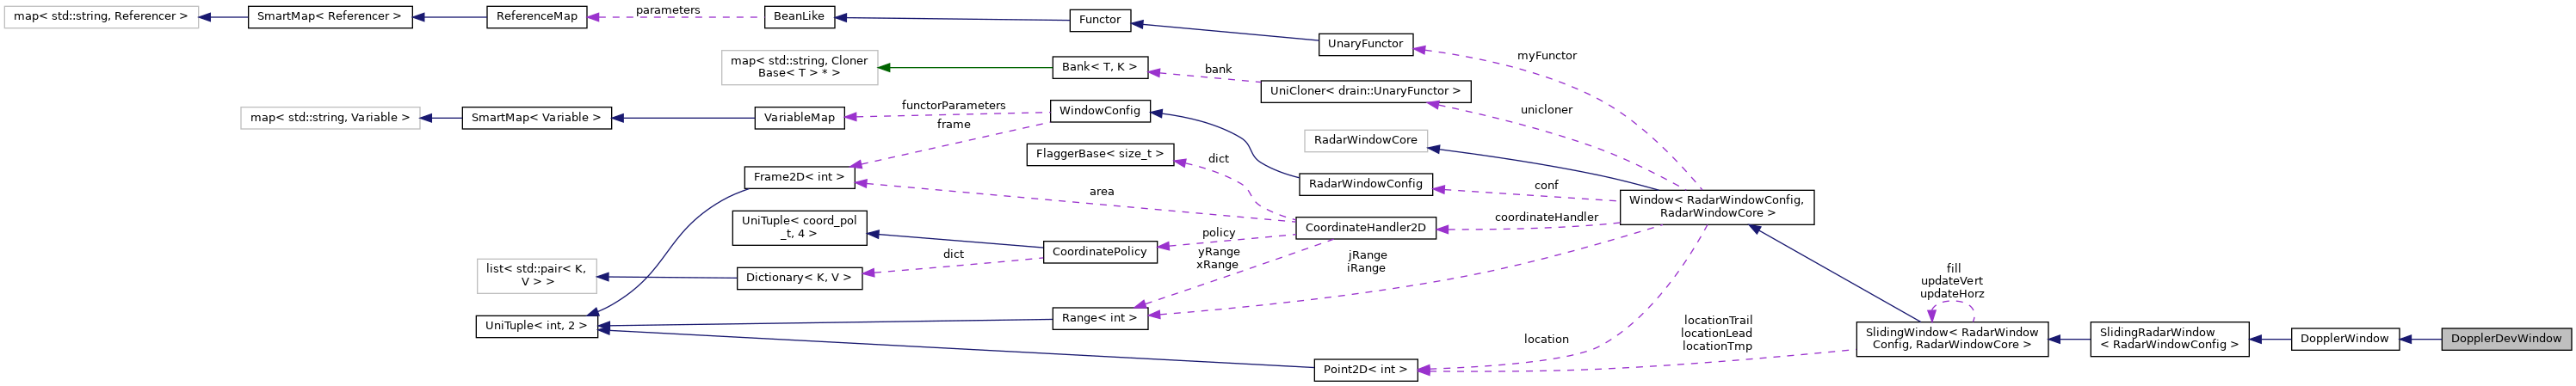 map< std::string, Referencer >
SmartMap< Referencer >
ReferenceMap
parameters
BeanLike
Functor
UnaryFunctor
myFunctor
map< std::string, Cloner
Base< T > * >
Bank< T, K >
bank
UniCloner< drain::UnaryFunctor >
unicloner
map< std::string, Variable >
SmartMap< Variable >
VariableMap
functorParameters
frame
WindowConfig
RadarWindowCore
FlaggerBase< size_t >
dict
Frame2D< int >
area
RadarWindowConfig
conf
Window< RadarWindowConfig,
RadarWindowCore >
UniTuple< coord_pol
_t, 4 >
CoordinatePolicy
policy
CoordinateHandler2D
coordinateHandler
yRange
xRange
jRange
iRange
list< std::pair< K,
V > >
Dictionary< K, V >
dict
UniTuple< int, 2 >
Range< int >
location
Point2D< int >
locationTrail
locationLead
locationTmp
fill
updateVert
updateHorz
SlidingWindow< RadarWindow
Config, RadarWindowCore >
SlidingRadarWindow
< RadarWindowConfig >
DopplerWindow
DopplerDevWindow